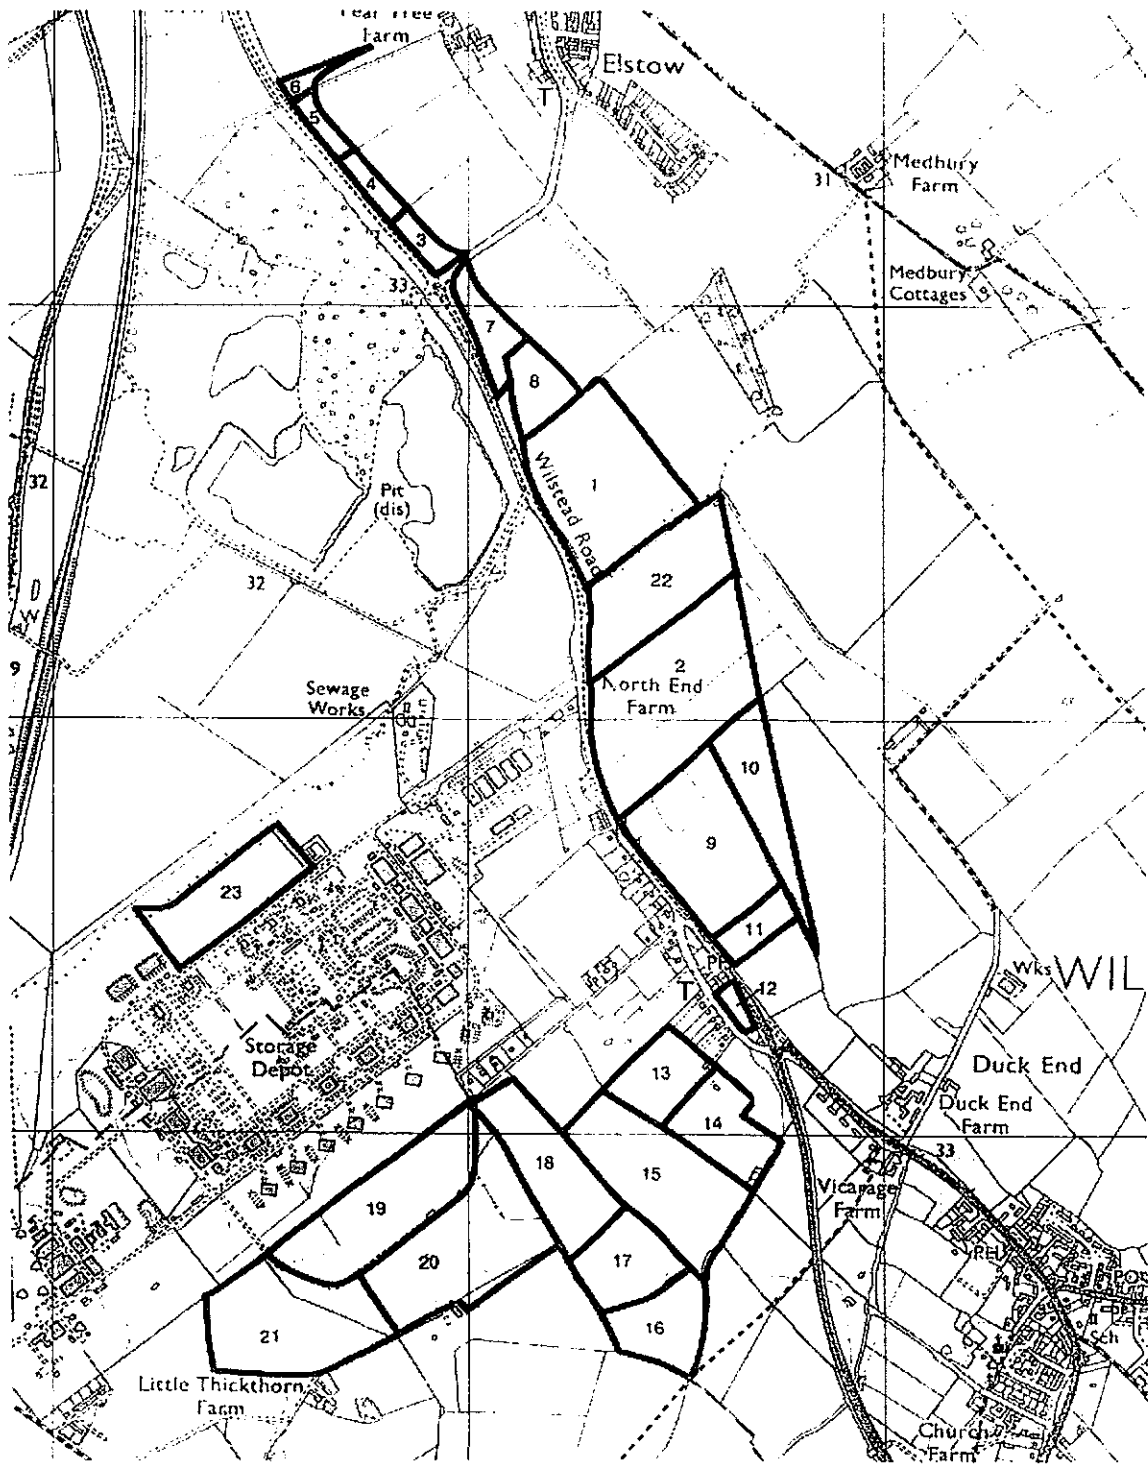 Farm
Elstow
T
6
5
4
3
33
31
Medbury
Farm
Medbury
Cottages
7
8
1
Wilstead Road
32
Pit
(dis)
32
W
9
22
2
North End
Farm
Sewage
Works
10
9
23
11
12
T
Wks
WIL
Storage
Depot
Duck End
Duck End
Farm
13
14
33
18
15
Vicarage
Farm
19
20
17
16
21
PO
Sch
Little Thickthorn
Farm
Church
Farm